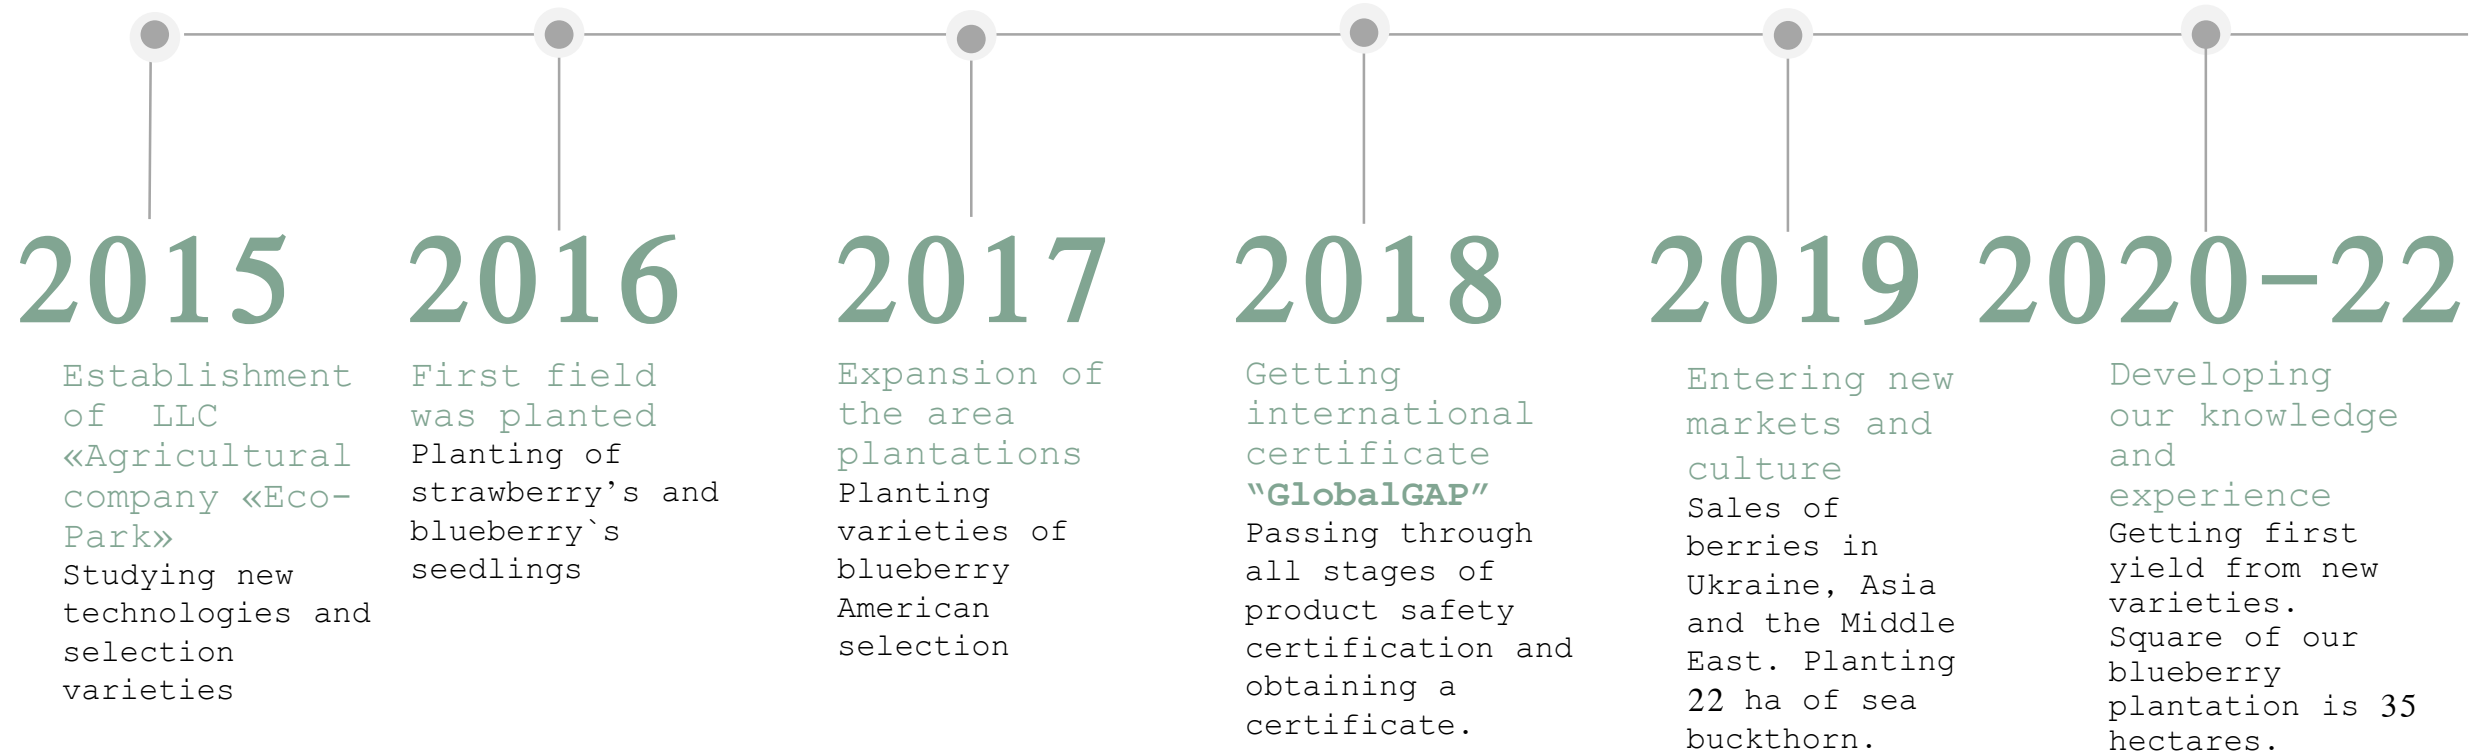 2015
Establishment
of  LLC
«Agricultural
company «Eco-
Park»
Studying new
technologies and
selection
varieties
2016
First field
was planted
Planting of
strawberry’s and
blueberry`s
seedlings
2017
Expansion of
the area
plantations
Planting
varieties of
blueberry
American
selection
2018
Getting
international
certificate
“GlobalGAP”
Passing through
all stages of
product safety
certification and
obtaining a
certificate.
2019
Entering new
markets and
culture
Sales of
berries in
Ukraine, Asia
and the Middle
East. Planting
22 ha of sea
buckthorn.
2020-22
Developing
our knowledge
and
experience
Getting first
yield from new
varieties.
Square of our
blueberry
plantation is 35
hectares.